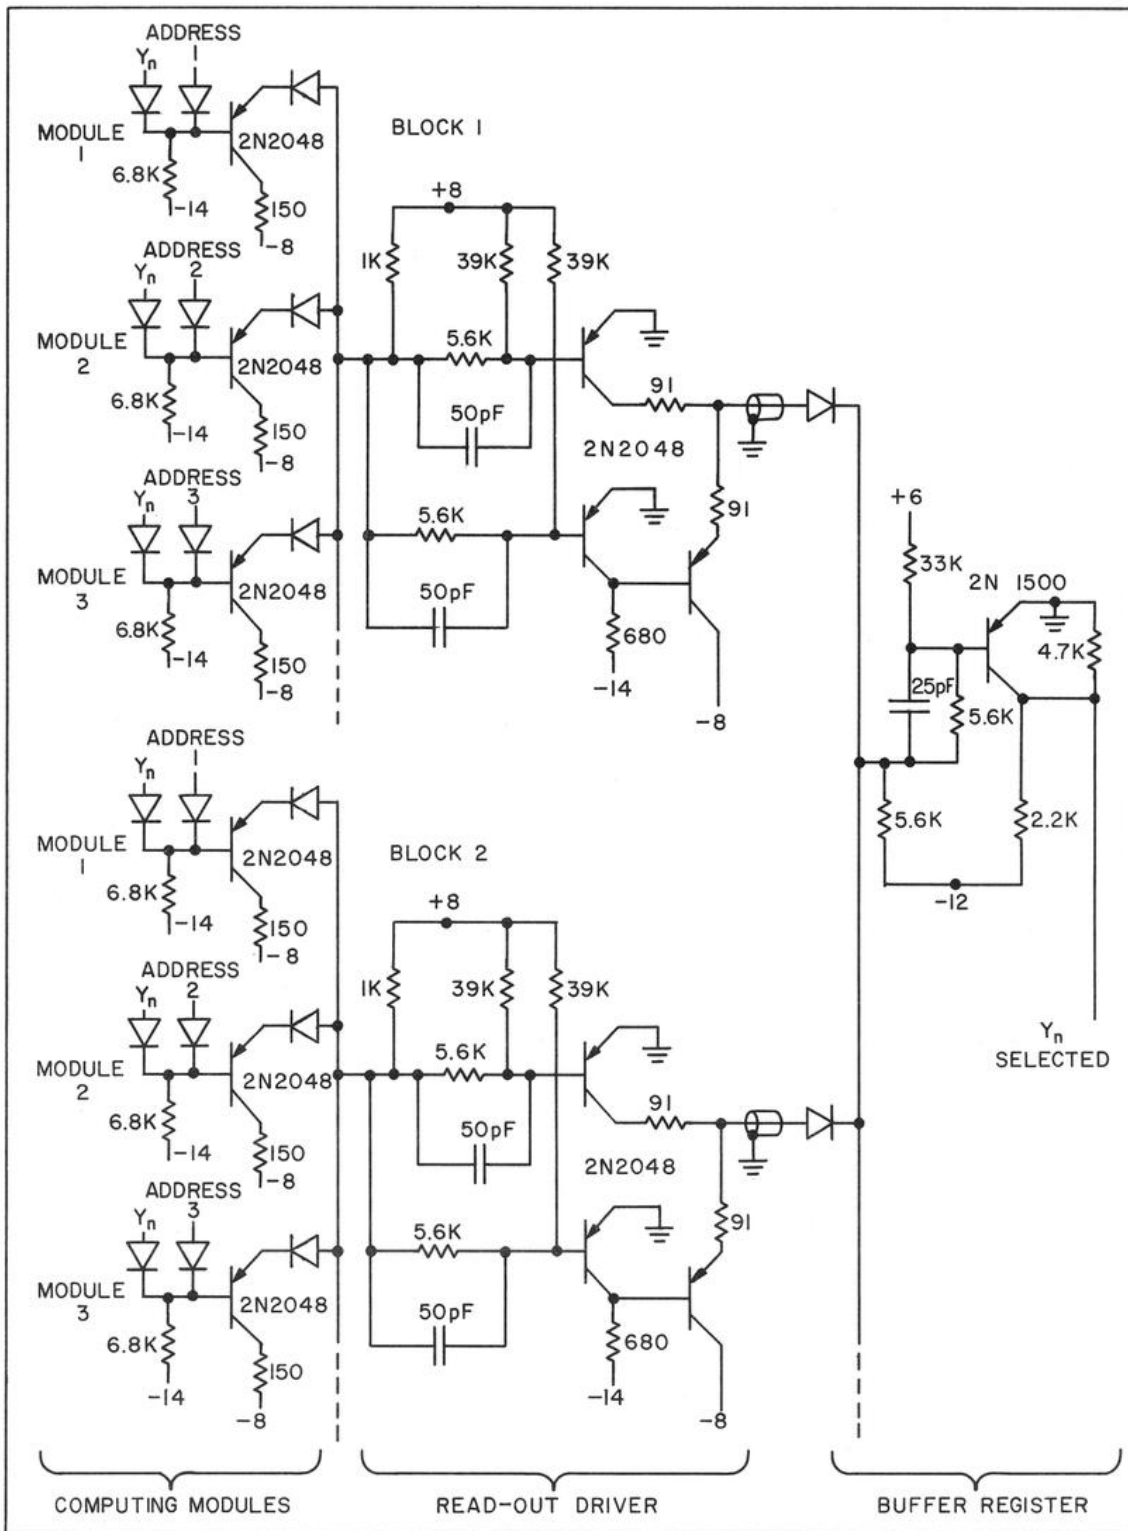 ADDRESS
Yn 1
MODULE
1
2N2048
6.8K
-14
150
-8
BLOCK 1
+8
1K
39K
39K
ADDRESS
Yn 2
MODULE
2
2N2048
6.8K
-14
150
-8
5.6K
50pF
91
2N2048
ADDRESS
Yn 3
MODULE
3
2N2048
6.8K
-14
150
-8
5.6K
50pF
91
680
-14
-8
+6
33K
2N 1500
4.7K
25pF
5.6K
5.6K
2.2K
-12
Yn
SELECTED
ADDRESS
Yn 1
MODULE
1
2N2048
6.8K
-14
150
-8
BLOCK 2
+8
1K
39K
39K
ADDRESS
Yn 2
MODULE
2
2N2048
6.8K
-14
150
-8
5.6K
50pF
91
2N2048
ADDRESS
Yn 3
MODULE
3
2N2048
6.8K
-14
150
-8
5.6K
50pF
91
680
-14
-8
COMPUTING MODULES
READ-OUT DRIVER
BUFFER REGISTER